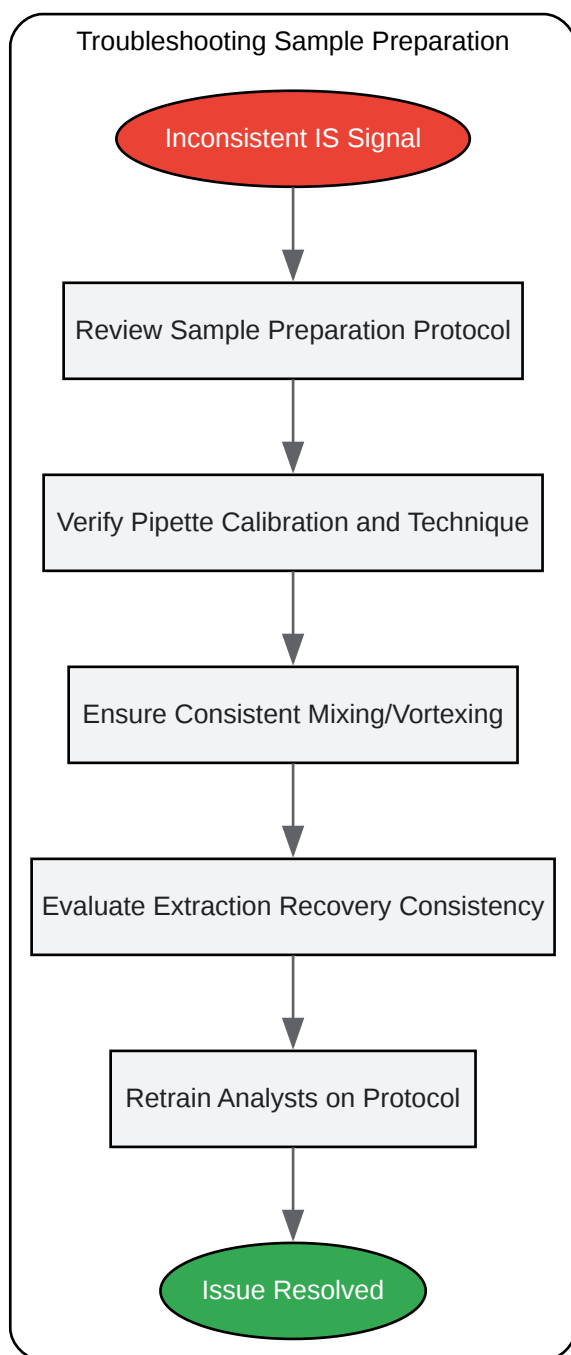 Troubleshooting Sample Preparation
Inconsistent IS Signal
Review Sample Preparation Protocol
Verify Pipette Calibration and Technique
Ensure Consistent Mixing/Vortexing
Evaluate Extraction Recovery Consistency
Retrain Analysts on Protocol
Issue Resolved